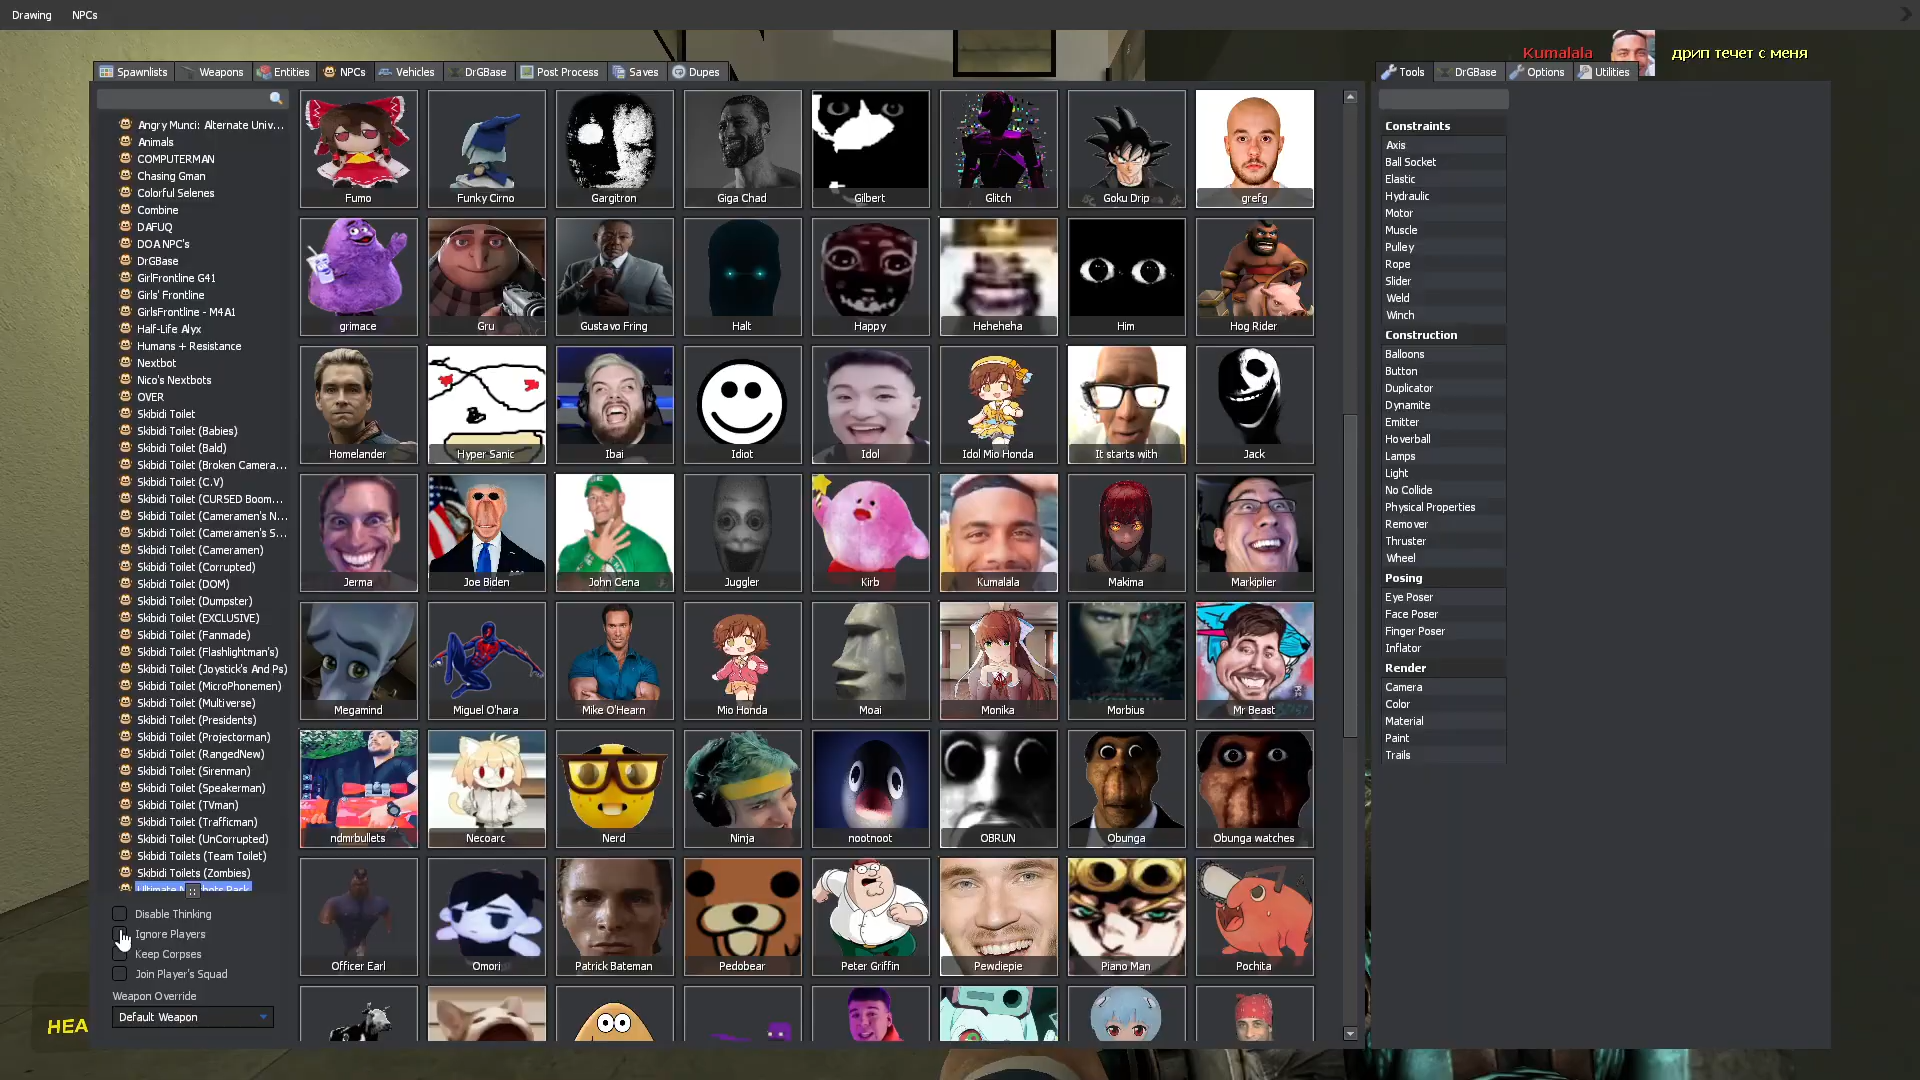 Drawing NPCs
Kumalala дрип течет с меня
Spawnlists Weapons Entities NPCs Vehicles DrGBase Post Process Saves Dupes
Tools DrGBase Options Utilities
Angry Munci: Alternate Univ...
Animals
COMPUTERMAN
Chasing Gman
Colorful Selenes
Combine
DAFUQ
DOA NPC's
DrGBase
GirlFrontline G41
Girls' Frontline
GirlsFrontline - M4A1
Half-Life Alyx
Humans + Resistance
Nextbot
Nico's Nextbots
OVER
Skibidi Toilet
Skibidi Toilet (Babies)
Skibidi Toilet (Bald)
Skibidi Toilet (Broken Camera...
Skibidi Toilet (C.V)
Skibidi Toilet (CURSED Boom...
Skibidi Toilet (Cameramen's N...
Skibidi Toilet (Cameramen's S...
Skibidi Toilet (Cameramen)
Skibidi Toilet (Corrupted)
Skibidi Toilet (DOM)
Skibidi Toilet (Dumpster)
Skibidi Toilet (EXCLUSIVE)
Skibidi Toilet (Fanmade)
Skibidi Toilet (Flashlightman's)
Skibidi Toilet (Joystick's And Ps)
Skibidi Toilet (MicroPhonemen)
Skibidi Toilet (Multiverse)
Skibidi Toilet (Presidents)
Skibidi Toilet (Projectorman)
Skibidi Toilet (RangedNew)
Skibidi Toilet (Sirenman)
Skibidi Toilet (Speakerman)
Skibidi Toilet (TVman)
Skibidi Toilet (Trafficman)
Skibidi Toilet (UnCorrupted)
Skibidi Toilets (Team Toilet)
Skibidi Toilets (Zombies)
Disable Thinking
Ignore Players
Keep Corpses
Join Player's Squad
Weapon Override
Default Weapon
HEA
Fumo Funky Cirno Gargitron Giga Chad Gilbert Glitch Goku Drip grefg
grimace Gru Gustavo Fring Halt Happy Heheheha Him Hog Rider
Homelander Hyper Sanic Ibai Idiot Idol Idol Mio Honda It starts with Jack
Jerma Joe Biden John Cena Juggler Kirb Kumalala Makima Markiplier
Megamind Miguel O'hara Mike O'Hearn Mio Honda Moai Monika Morbius Mr Beast
ndmrbullets Necoarc Nerd Ninja nootnoot OBRUN Obunga Obunga watches
Officer Earl Omori Patrick Bateman Pedobear Peter Griffin Pewdiepie Piano Man Pochita
Constraints
Axis
Ball Socket
Elastic
Hydraulic
Motor
Muscle
Pulley
Rope
Slider
Weld
Winch
Construction
Balloons
Button
Duplicator
Dynamite
Emitter
Hoverball
Lamps
Light
No Collide
Physical Properties
Remover
Thruster
Wheel
Posing
Eye Poser
Face Poser
Finger Poser
Inflator
Render
Camera
Color
Material
Paint
Trails